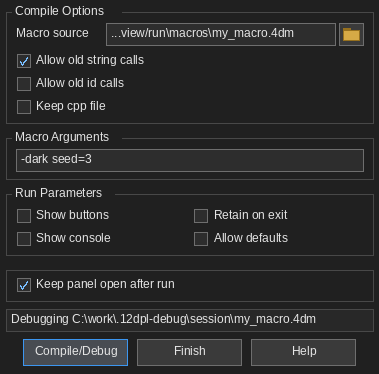 Compile Options
Macro source ...view/run\macros\my_macro.4dm
Allow old string calls
Allow old id calls
Keep cpp file
Macro Arguments
-dark seed=3
Run Parameters
Show buttons Retain on exit
Show console Allow defaults
Keep panel open after run
Debugging C:\work\.12dpl-debug\session\my_macro.4dm
Compile/Debug Finish Help